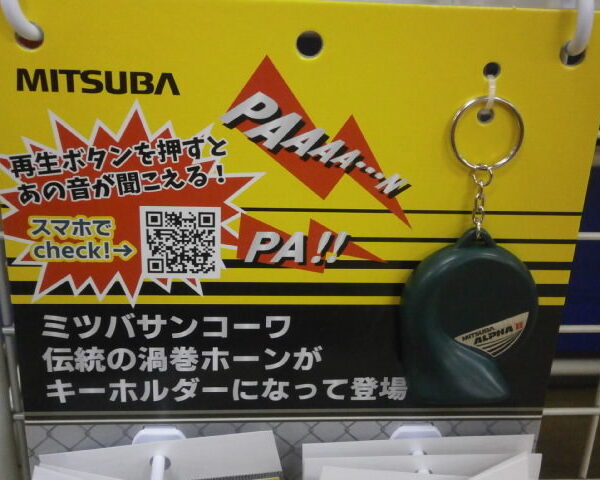 MITSUBA
PAAAA…N
再生ボタンを押すと
あの音が聞こえる！
スマホで
check!→
PA!!
MITSUBA
ALPHA II
ミツバサンコーワ
伝統の渦巻ホーンが
キーホルダーになって登場